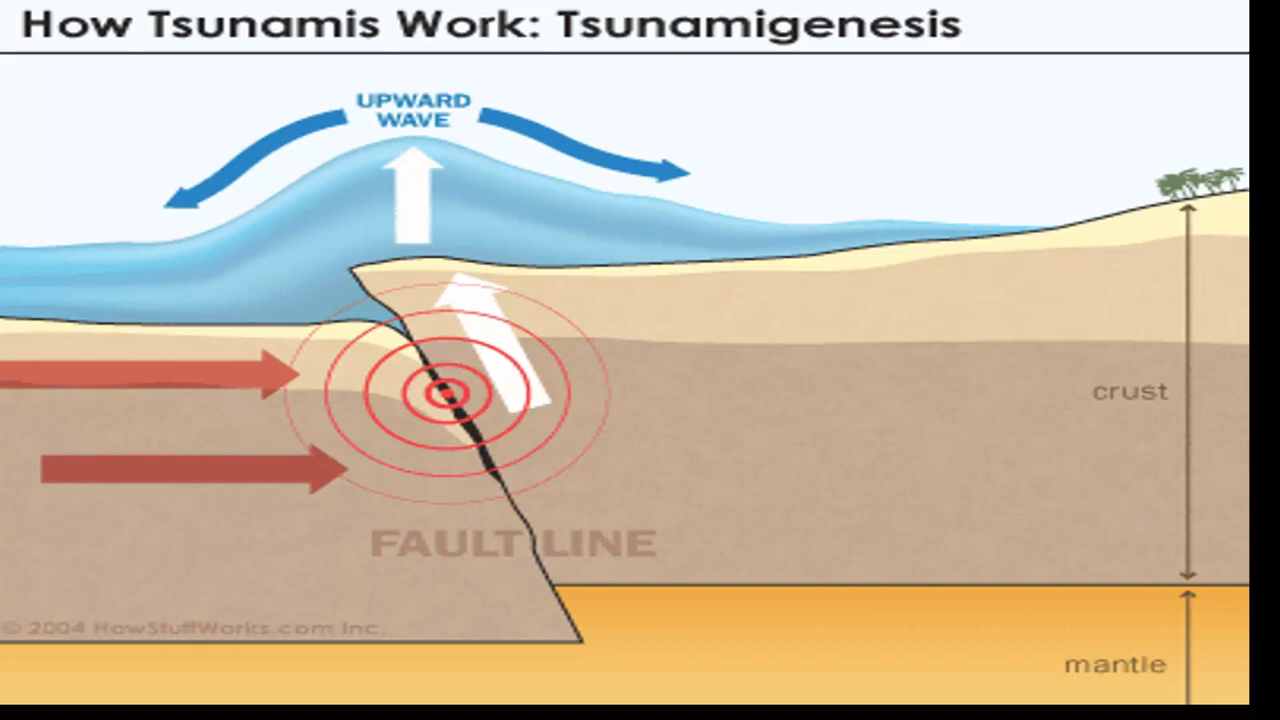 How Tsunamis Work: Tsunamigenesis
UPWARD
WAVE
crust
FAULT LINE
© 2004 HowStuffWorks.com Inc.
mantle